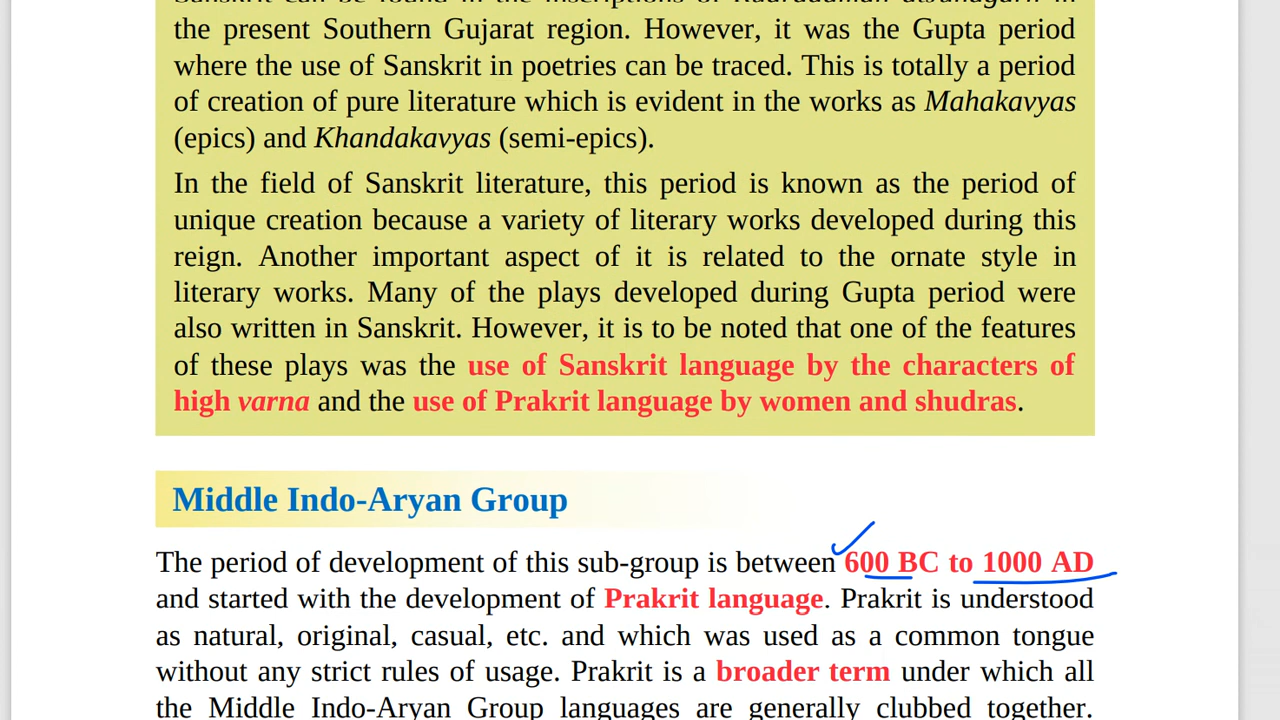 Sanskrit can be found in the inscriptions of
the present Southern Gujarat region. However, it was the Gupta period
where the use of Sanskrit in poetries can be traced. This is totally a period
of creation of pure literature which is evident in the works as Mahakavyas
(epics) and Khandakavyas (semi-epics).
In the field of Sanskrit literature, this period is known as the period of
unique creation because a variety of literary works developed during this
reign. Another important aspect of it is related to the ornate style in
literary works. Many of the plays developed during Gupta period were
also written in Sanskrit. However, it is to be noted that one of the features
of these plays was the use of Sanskrit language by the characters of
high varna and the use of Prakrit language by women and shudras.
Middle Indo-Aryan Group
The period of development of this sub-group is between 600 BC to 1000 AD
and started with the development of Prakrit language. Prakrit is understood
as natural, original, casual, etc. and which was used as a common tongue
without any strict rules of usage. Prakrit is a broader term under which all
the Middle Indo-Aryan Group languages are generally clubbed together.